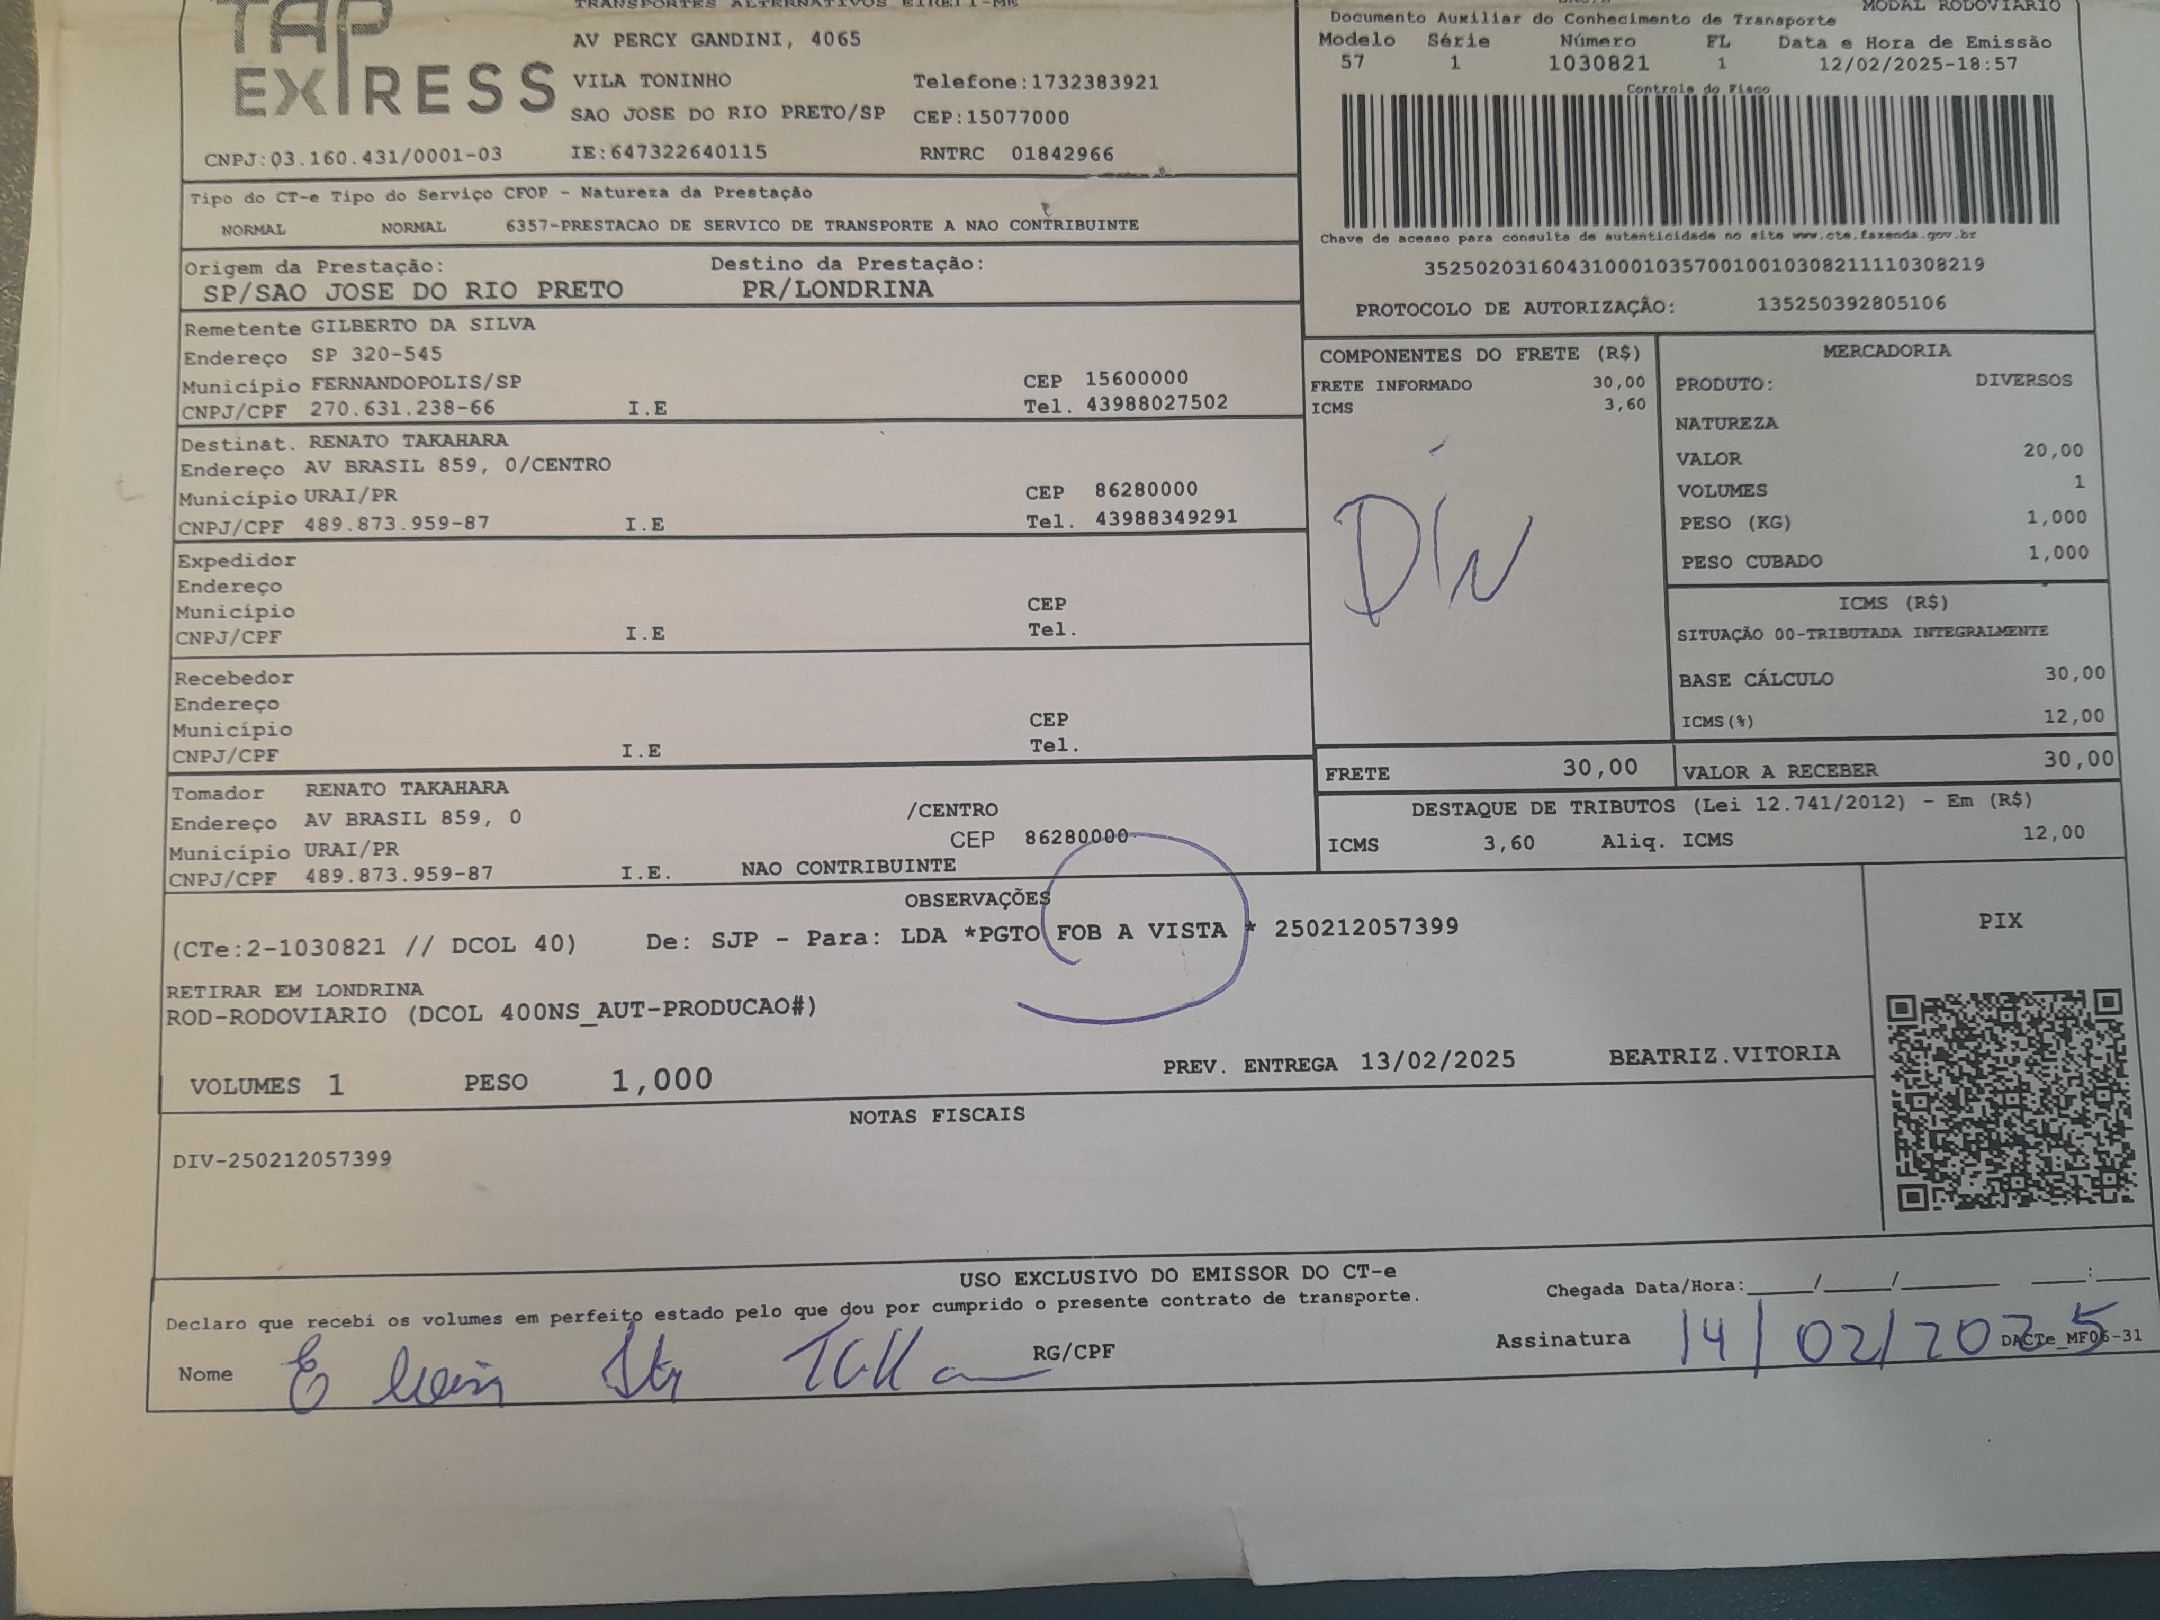 TAP EXPRESS
TRANSPORTES ALTERNATIVOS EIRELI-ME
AV PERCY GANDINI, 4065
VILA TONINHO Telefone:1732383921
SAO JOSE DO RIO PRETO/SP CEP:15077000
CNPJ:03.160.431/0001-03 IE:647322640115 RNTRC 01842966
MODAL RODOVIÁRIO
Documento Auxiliar do Conhecimento de Transporte
Modelo Série Número FL Data e Hora de Emissão
57 1 1030821 1 12/02/2025-18:57
Controle do Fisco
Chave de acesso para consulta de autenticidade no site www.cte.fazenda.gov.br
35250203160431000103570010010308211110308219
PROTOCOLO DE AUTORIZAÇÃO: 135250392805106
Tipo do CT-e Tipo do Serviço CFOP - Natureza da Prestação
NORMAL NORMAL 6357-PRESTACAO DE SERVICO DE TRANSPORTE A NAO CONTRIBUINTE
Origem da Prestação: Destino da Prestação:
SP/SAO JOSE DO RIO PRETO PR/LONDRINA
Remetente GILBERTO DA SILVA
Endereço SP 320-545
Município FERNANDOPOLIS/SP CEP 15600000
CNPJ/CPF 270.631.238-66 I.E Tel. 43988027502
Destinat. RENATO TAKAHARA
Endereço AV BRASIL 859, 0/CENTRO
Município URAI/PR CEP 86280000
CNPJ/CPF 489.873.959-87 I.E Tel. 43988349291
Expedidor
Endereço
Município CEP
CNPJ/CPF I.E Tel.
Recebedor
Endereço
Município CEP
CNPJ/CPF I.E Tel.
Tomador RENATO TAKAHARA
Endereço AV BRASIL 859, 0 /CENTRO
Município URAI/PR CEP 86280000
CNPJ/CPF 489.873.959-87 I.E. NAO CONTRIBUINTE
COMPONENTES DO FRETE (R$)
FRETE INFORMADO 30,00
ICMS 3,60
Div
MERCADORIA
PRODUTO: DIVERSOS
NATUREZA
VALOR 20,00
VOLUMES 1
PESO (KG) 1,000
PESO CUBADO 1,000
ICMS (R$)
SITUAÇÃO 00-TRIBUTADA INTEGRALMENTE
BASE CÁLCULO 30,00
ICMS(%) 12,00
FRETE 30,00 VALOR A RECEBER 30,00
DESTAQUE DE TRIBUTOS (Lei 12.741/2012) - Em (R$)
ICMS 3,60 Aliq. ICMS 12,00
OBSERVAÇÕES
(CTe:2-1030821 // DCOL 40) De: SJP - Para: LDA *PGTO FOB A VISTA * 250212057399
RETIRAR EM LONDRINA
ROD-RODOVIARIO (DCOL 400NS_AUT-PRODUCAO#)
VOLUMES 1 PESO 1,000 PREV. ENTREGA 13/02/2025 BEATRIZ.VITORIA
PIX
NOTAS FISCAIS
DIV-250212057399
USO EXCLUSIVO DO EMISSOR DO CT-e
Declaro que recebi os volumes em perfeito estado pelo que dou por cumprido o presente contrato de transporte. Chegada Data/Hora:____/____/______ ___:___
Nome RG/CPF Assinatura 14/02/2025 DACTe_MF06-31